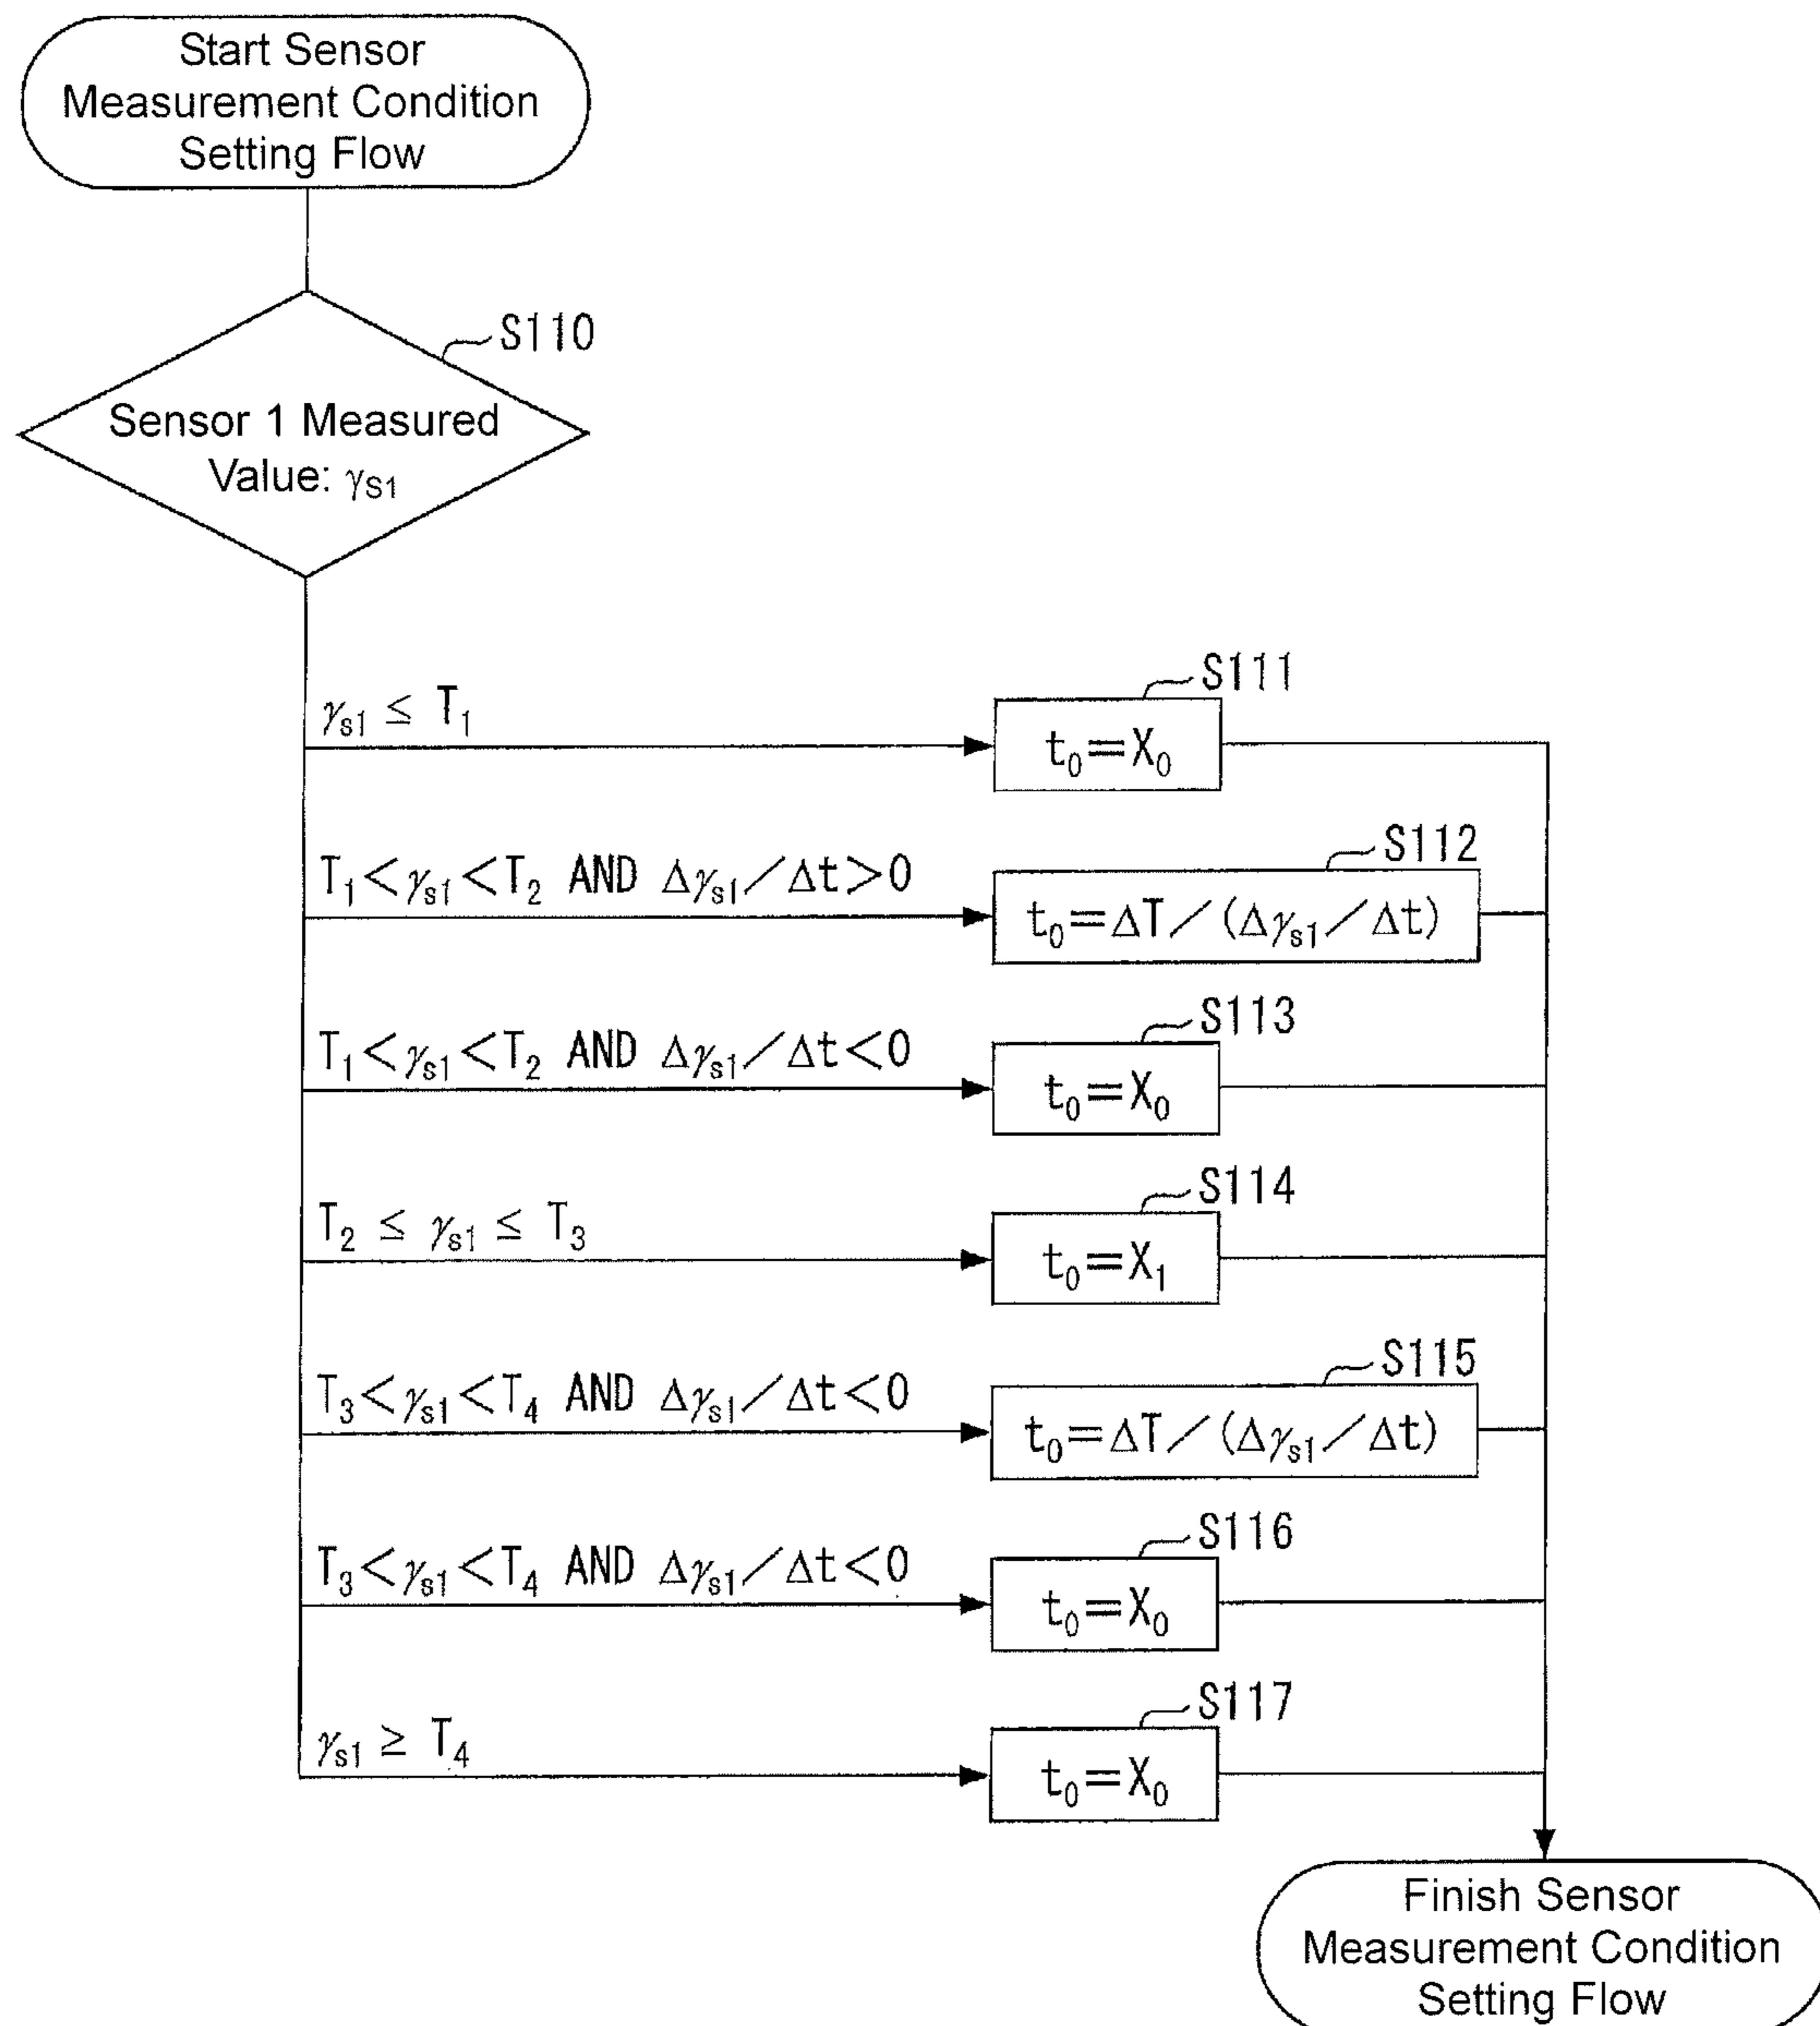 Start Sensor
Measurement Condition
Setting Flow
S110
Sensor 1 Measured
Value: γS1
S111
γs1 ≤ T1
t0=X0
S112
T1<γs1<T2 AND Δγs1/Δt>0
t0=ΔT/(Δγs1/Δt)
S113
T1<γs1<T2 AND Δγs1/Δt<0
t0=X0
S114
T2 ≤ γs1 ≤ T3
t0=X1
S115
T3<γs1<T4 AND Δγs1/Δt<0
t0=ΔT/(Δγs1/Δt)
S116
T3<γs1<T4 AND Δγs1/Δt<0
t0=X0
S117
γs1 ≥ T4
t0=X0
Finish Sensor
Measurement Condition
Setting Flow